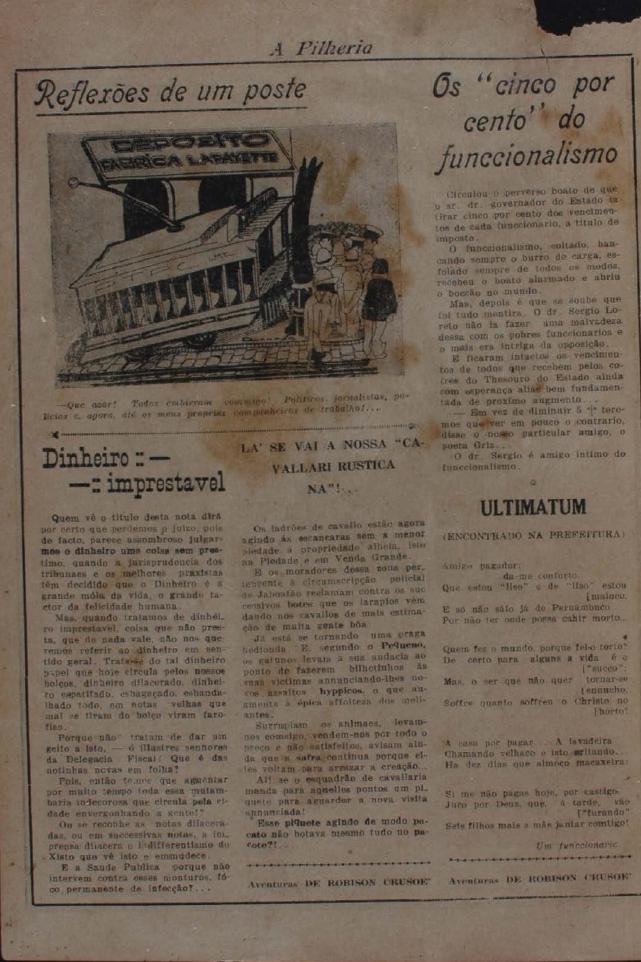 A Pilheria
Reflexões de um poste
DEPOSITO
FABRICA LAFAYETTE
—Que azar! Todos embirram commigo! Politicos, jornalistas, po-
licias e, agora, até os meus proprios companheiros de trabalho!...
Dinheiro :: —
—:: imprestavel
Quem vê o titulo desta nota dirá
por certo que perdemos o juizo, pois
de facto, parece assombroso julgar-
mos o dinheiro uma coisa sem pres-
timo, quando a jurisprudencia dos
tribunaes e os melhores praxistas
têm decidido que o Dinheiro é a
grande móla da vida, o grande fa-
ctor da felicidade humana.
Mas, quando tratamos de dinhei-
ro imprestavel, coisa que não pres-
ta, que de nada vale, não nos que-
remos referir ao dinheiro em sen-
tido geral. Trata-se do tal dinheiro
papel que hoje circula pelos nossos
bolços, dinheiro dilacerado, dinhei-
ro espatifado, esbagaçado, esbanda-
lhado todo, em notas velhas que
mal se tiram do bolço viram faro-
fias.
Porque não tratam de dar um
geito a isto, — ó illustres senhores
da Delegacia Fiscal? Que é das
notinhas novas em folha?
Pois, então temos que aguentar
por muito tempo toda essa mulam-
baria indecorosa que circula pela ci-
dade envergonhando a gente?
Ou se reconhe as notas dilacera-
das, ou em successivas notas, a im-
prensa dilacera o indifferentismo do
Xisto que vê isto e emmudece.
E a Saude Publica porque não
intervem contra esses monturos, fó-
co permanente de infecção?...
LA' SE VAI A NOSSA "CA-
VALLARI RUSTICA
NA"!...
Os ladrões de cavallo estão agora
agindo ás escancaras sem a menor
piedade á propriedade alheia, isto
na Piedade e em Venda Grande.
E os moradores dessa zona per-
tencente á circumscripção policial
de Jaboatão reclamam contra os suc-
cessivos botes que os larapios vêm
dando nos cavallos de mais estima-
ção de muita gente bôa
Já está se tornando uma praga
hedionda E, segundo o Pequeno,
os gatunos levam a sua audacia ao
ponto de fazerem bilhetinhos ás
suas victimas annunciando-lhes no-
vos assaltos hyppicos, o que au-
gmenta á épica affoiteza dos meli-
antes.
Surrupiam os animaes, levam-
nos comsigo, vendem-nos por todo o
preço e não satisfeitos, avisam ain-
da que a safra continua porque el-
les voltam para arrazar a creação.
Ah! se o esquadrão de cavallaria
manda para aquelles pontos um pi-
quete para aguardar a nova visita
annunciada!
Esse piquete agindo de modo pa-
cato não botava mesmo tudo no pa-
cote?!..
Aventuras DE ROBISON CRUSOE'
Os "cinco por
cento" do
funccionalismo
Circulou o perverso boato de que
o sr. dr. governador do Estado ia
tirar cinco por cento dos vencimen-
tos de cada funccionario, a titulo de
imposto.
O funccionalismo, coitado, ban-
cando sempre o burro de carga, es-
folado sempre de todos os modos,
recebeu o boato alarmado e abriu
o boccão no mundo.
Mas, depois é que se soube que
foi tudo mentira. O dr. Sergio Lo-
reto não ia fazer uma malvadeza
dessa com os pobres funccionarios e
o mais era intriga da opposição.
E ficaram intactos os vencimen-
tos de todos que recebem pelos co-
fres do Thesouro do Estado ainda
com esperança aliás bem fundamen-
tada de proximo augmento...
— Em vez de diminuir 5 °|° tere-
mos que ver em pouco o contrario,
disse o nosso particular amigo, o
poeta Griz...
O dr. Sergio é amigo intimo do
funccionalismo.
ULTIMATUM
(ENCONTRADO NA PREFEITURA)
Amigo pagador:
da-me conforto.
Que estou "liso" e de "liso" estou
[maluco.
E só não sáio já de Pernambuco
Por não ter onde possa cahir morto..
Quem fez o mundo, porque fel-o torto?
De certo para alguns a vida é o
["succo";
Mas, o ser que não quer tornar-se
[eunucho,
Soffre quanto soffreu o Christo no
[horto!
A casa por pagar... A lavadeira
Chamando velhaco e isto gritando...
Ha dez dias que almoço macaxeira:
Si me não pagas hoje, por castigo,
Juro por Deus, que, á tarde, vão
["furando"
Seis filhos mais a mãe jantar comtigo!
Um funccionario
Aventuras DE ROBISON CRUSOE'